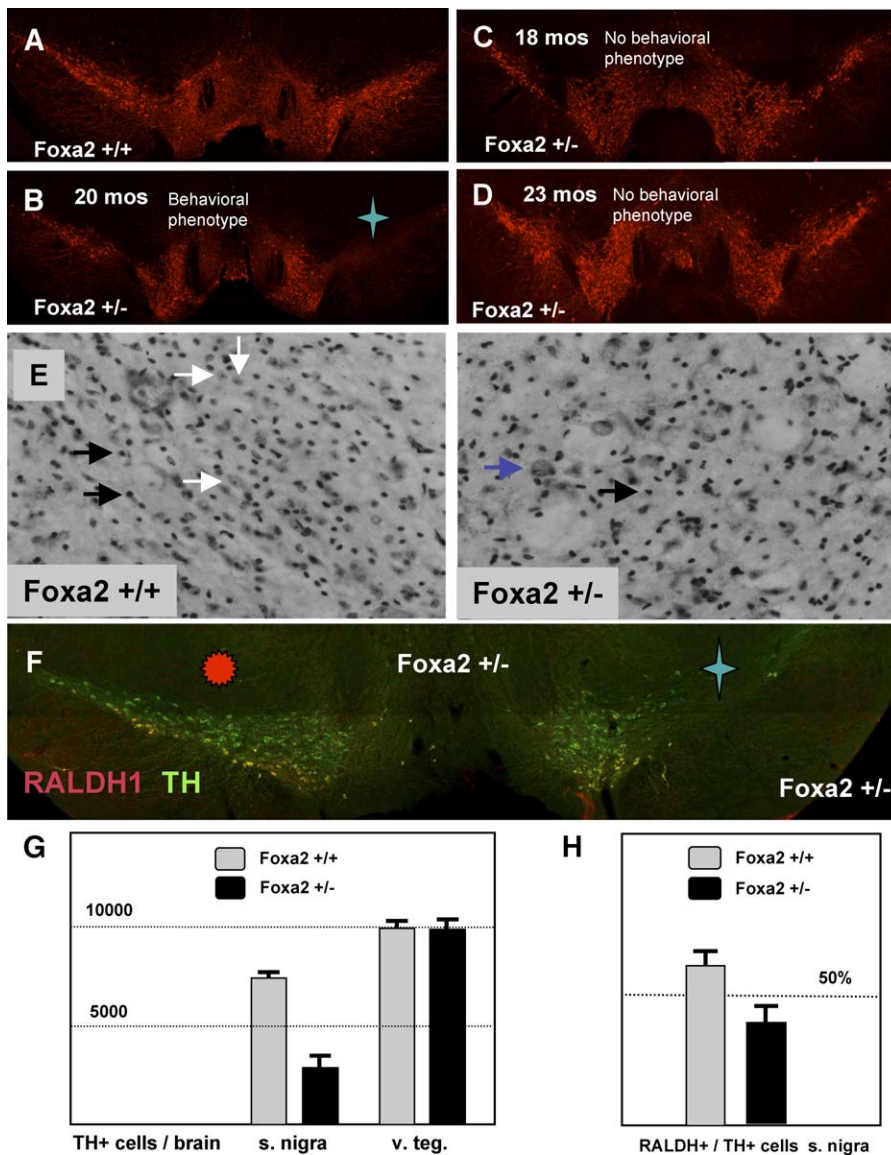 A
Foxa2 +/+
C 18 mos No behavioral
phenotype
Foxa2 +/-
B 20 mos Behavioral
phenotype
Foxa2 +/-
D 23 mos No behavioral
phenotype
Foxa2 +/-
E
Foxa2 +/+
Foxa2 +/-
F Foxa2 +/-
RALDH1 TH
Foxa2 +/-
G
Foxa2 +/+
Foxa2 +/-
10000
5000
TH+ cells / brain s. nigra v. teg.
H
Foxa2 +/+
Foxa2 +/-
50%
RALDH+ / TH+ cells s. nigra